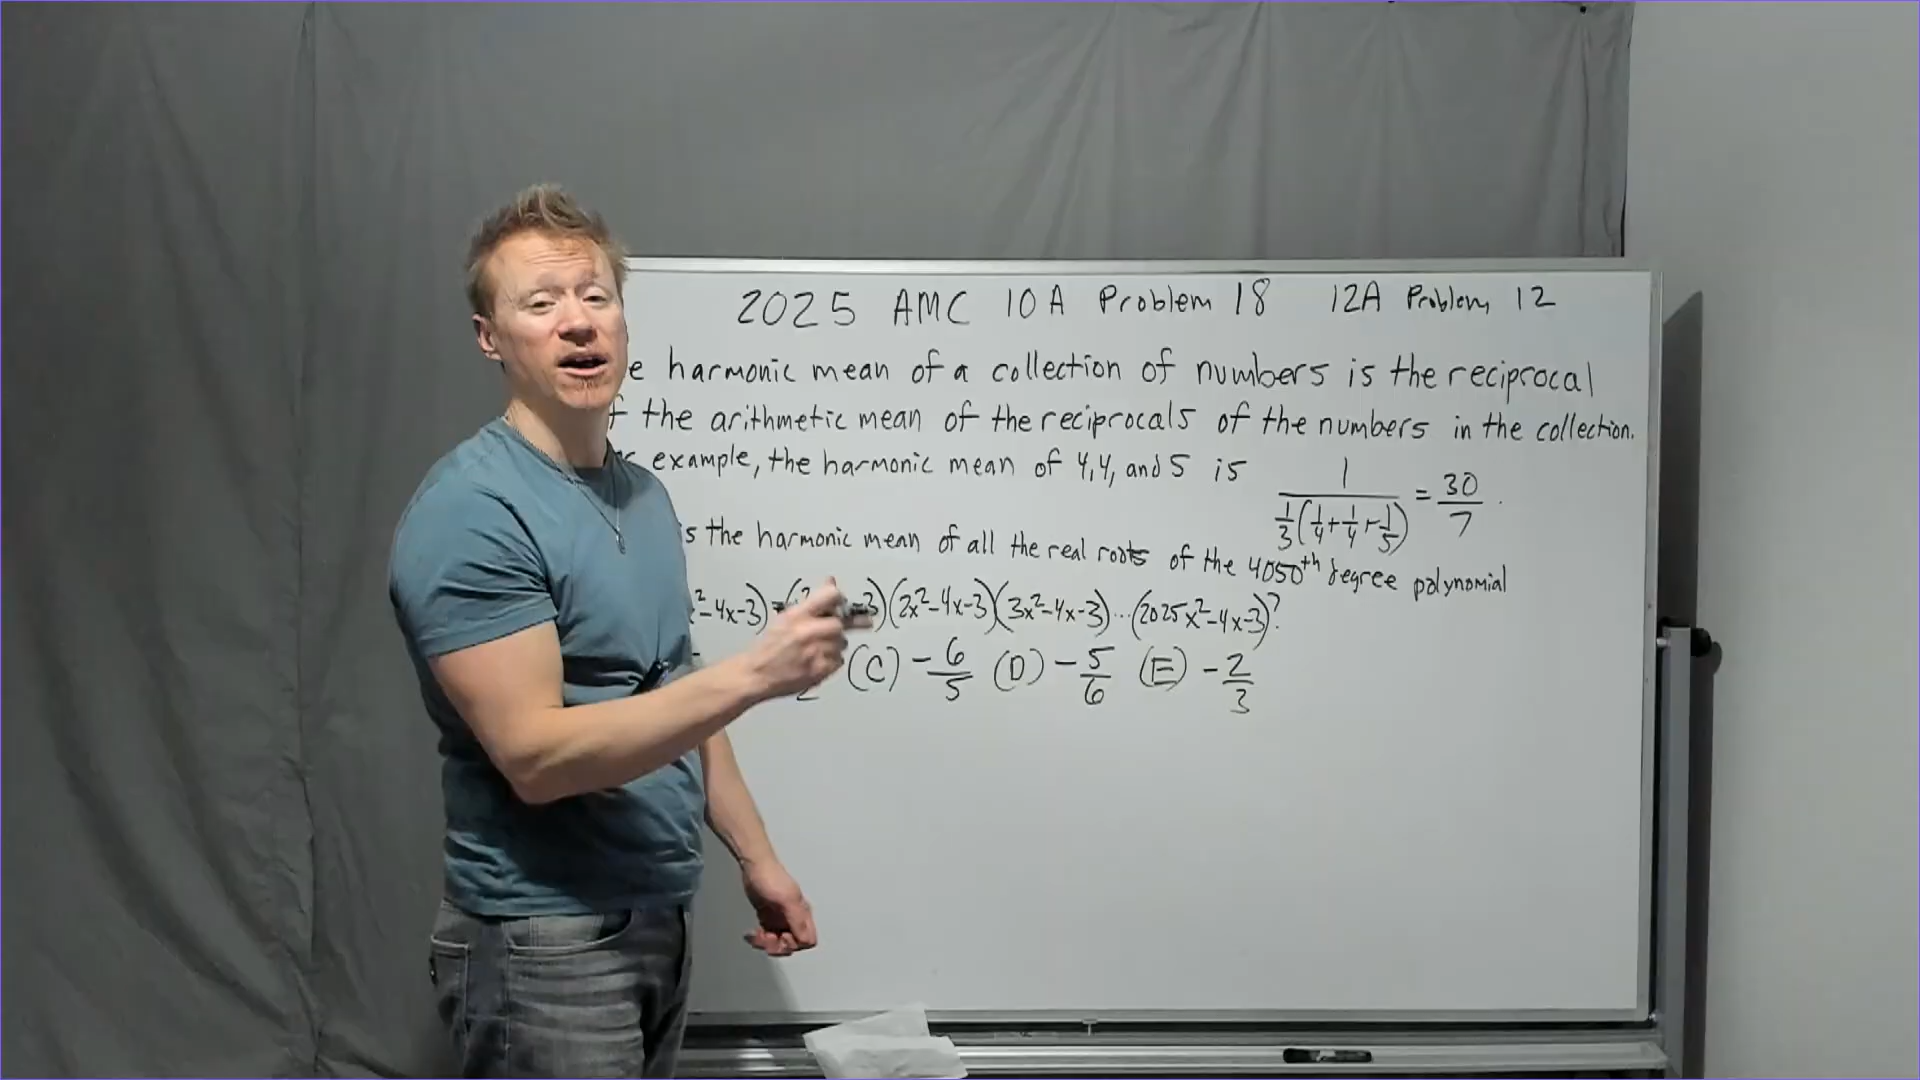 2025 AMC 10A Problem 18 12A Problem 12
e harmonic mean of a collection of numbers is the reciprocal
f the arithmetic mean of the reciprocals of the numbers in the collection.
r example, the harmonic mean of 4,4, and 5 is 1/(1/3(1/4+1/4+1/5)) = 30/7.
is the harmonic mean of all the real roots of the 4050th degree polynomial
x²-4x-3)=( -3)(2x²-4x-3)(3x²-4x-3)...(2025x²-4x-3)?
2 (C) -6/5 (D) -5/6 (E) -2/3